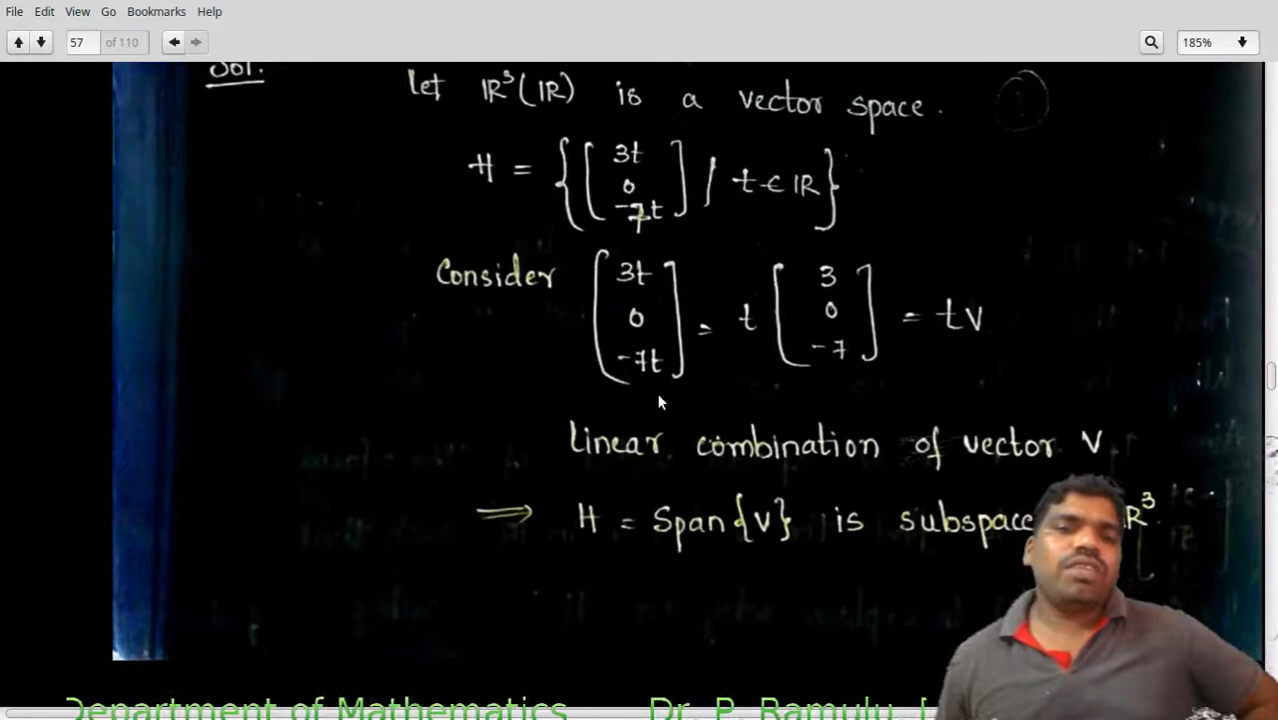 File Edit View Go Bookmarks Help
57 of 110 185%
Sol.
let ℝ³(ℝ) is a vector space.
H = { [ 3t
0
-7t ] / t ∈ ℝ }
Consider [ 3t
0
-7t ] = t [ 3
0
-7 ] = tv
linear combination of vector v
⇒ H = Span{v} is subspace ℝ³
Department of Mathematics Dr. P. Ramulu,